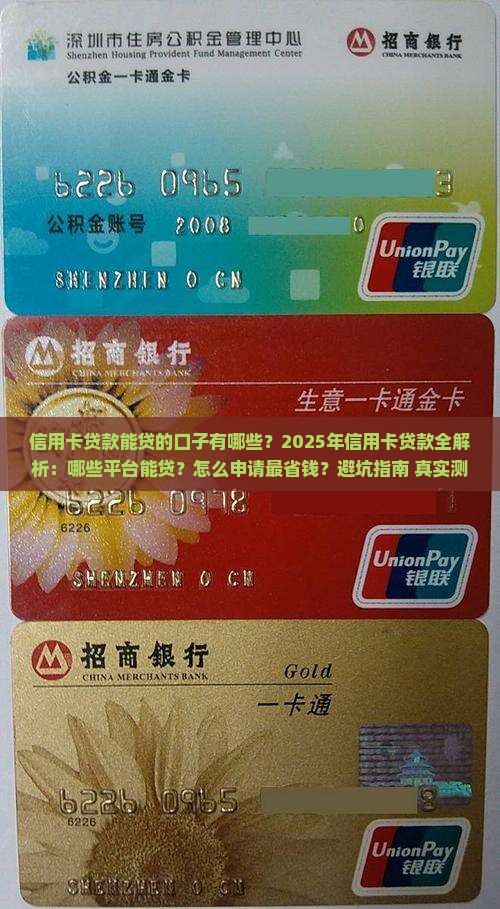 深圳市住房公积金管理中心
Shenzhen Housing Provident Fund Management Center
招商银行
CHINA MERCHANTS BANK
公积金一卡通金卡
6226 0965 3
公积金账号 2008 0
SHENZHEN O CN
UnionPay
银联
招商银行
CHINA MERCHANTS BANK
生意一卡通金卡
信用卡贷款能贷的口子有哪些？2025年信用卡贷款全解
析：哪些平台能贷？怎么申请最省钱？避坑指南 真实测
6226 0978 7
6226
SHENZHEN O CN
UnionPay
银联
招商銀行
CHINA MERCHANTS BANK
Gold
一卡通
6226 0965 8
6226
SHENZHEN O CN
UnionPay
银联